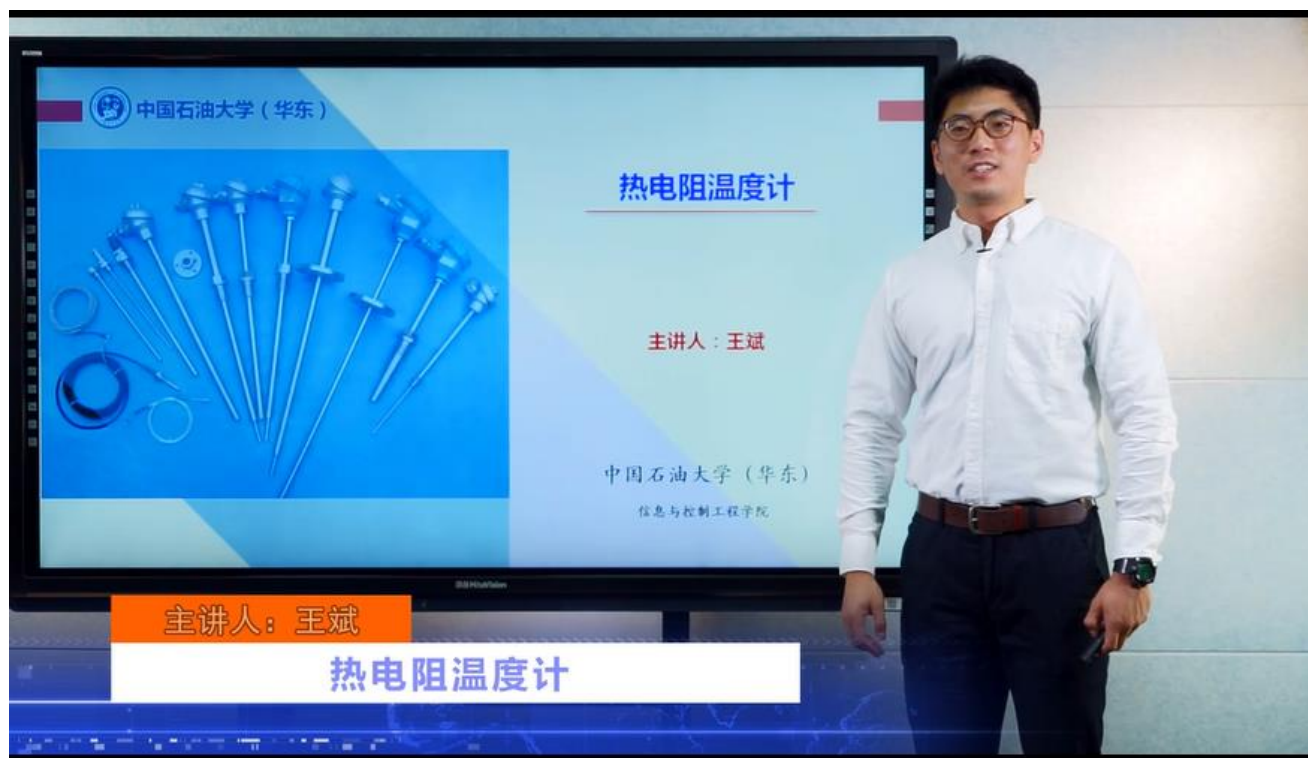 中国石油大学（华东）
热电阻温度计
主讲人：王斌
中国石油大学（华东）
信息与控制工程学院
主讲人：王斌
热电阻温度计